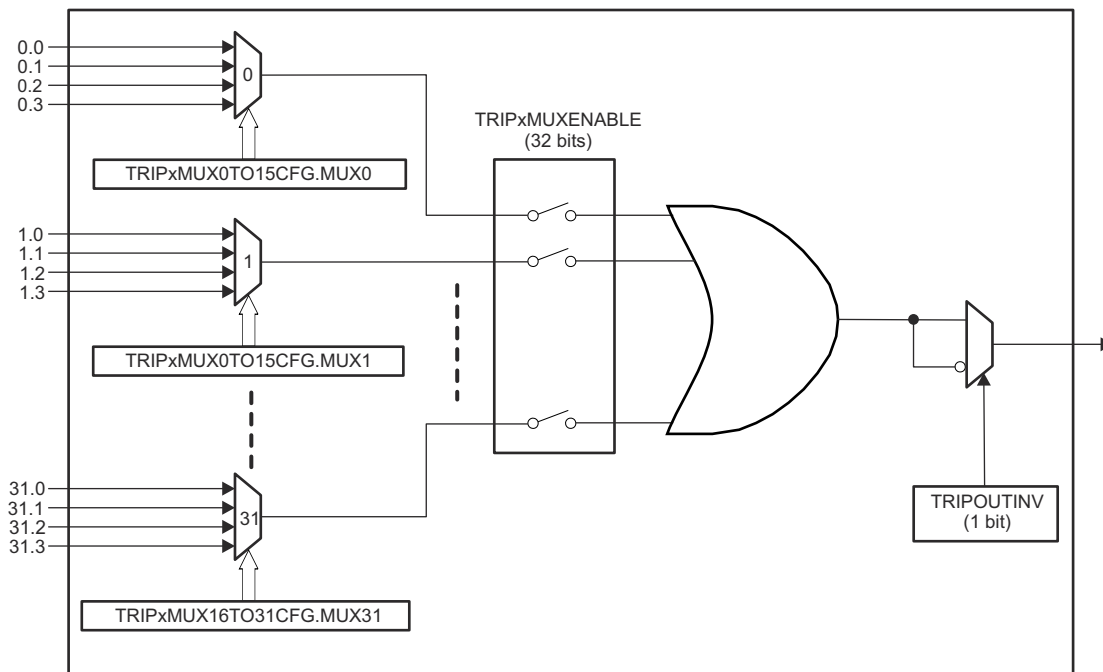 0.0
0.1
0.2
0.3
0
TRIPxMUX0TO15CFG.MUX0
TRIPxMUXENABLE
(32 bits)
1.0
1.1
1.2
1.3
1
TRIPxMUX0TO15CFG.MUX1
31.0
31.1
31.2
31.3
31
TRIPxMUX16TO31CFG.MUX31
TRIPOUTINV
(1 bit)